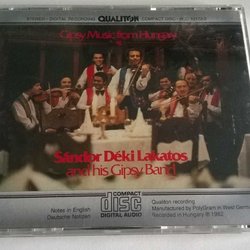 STEREO - DIGITAL RECORDING QUALITON COMPACT DISC
Gipsy Music from Hungary
Sándor Déki Lakatos
and his Gipsy Band
Notes in English
Deutsche Notizen
COMPACT
disc
DIGITAL AUDIO
Qualiton recording
Manufactured by PolyGram in West Germany
Recorded in Hungary ℗ 1982